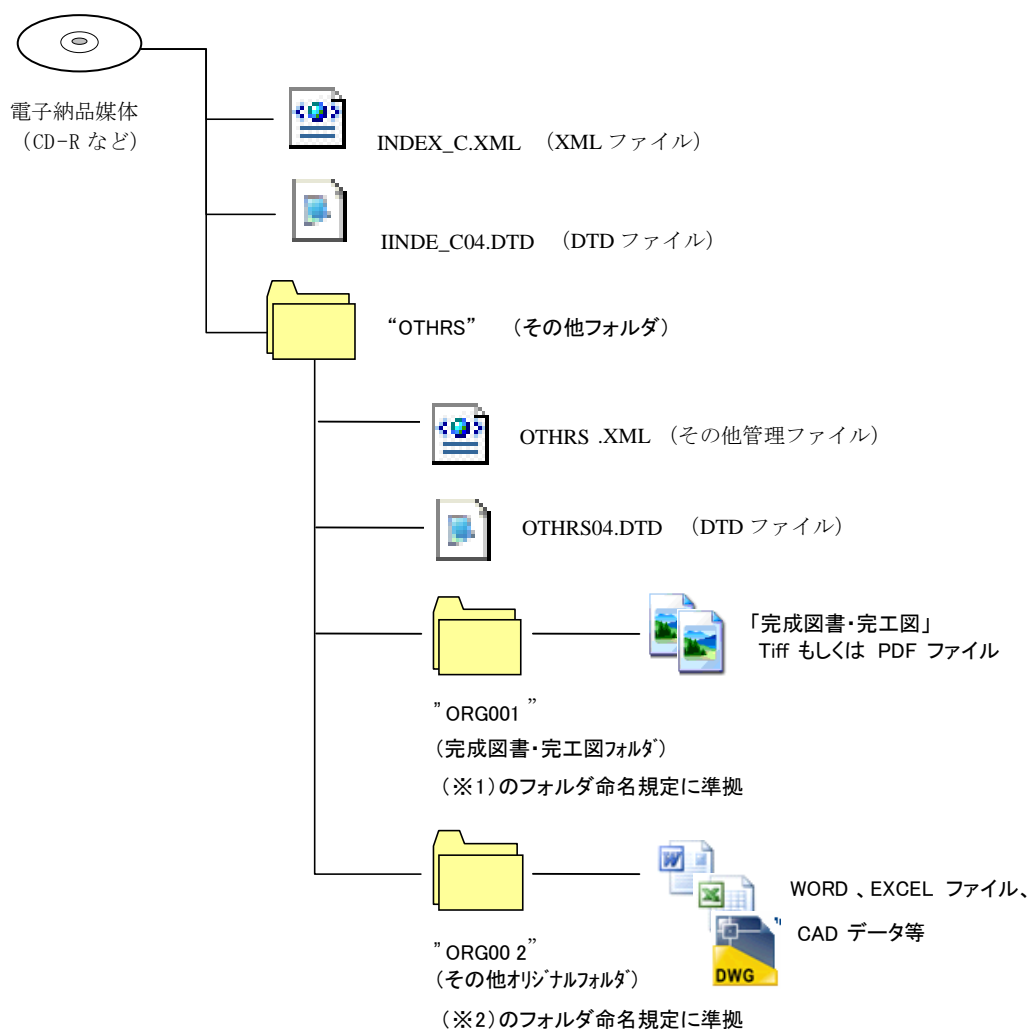 電子納品媒体
（CD-R など）
INDEX_C.XML （XML ファイル）
IINDE_C04.DTD （DTD ファイル）
“OTHRS” （その他フォルダ）
OTHRS .XML （その他管理ファイル）
OTHRS04.DTD （DTD ファイル）
「完成図書・完工図」
Tiff もしくは PDF ファイル
” ORG001 ”
（完成図書・完工図フォルダ）
（※1）のフォルダ命名規定に準拠
WORD 、EXCEL ファイル、
CAD データ等
DWG
” ORG00 2”
（その他オリジナルフォルダ）
（※2）のフォルダ命名規定に準拠